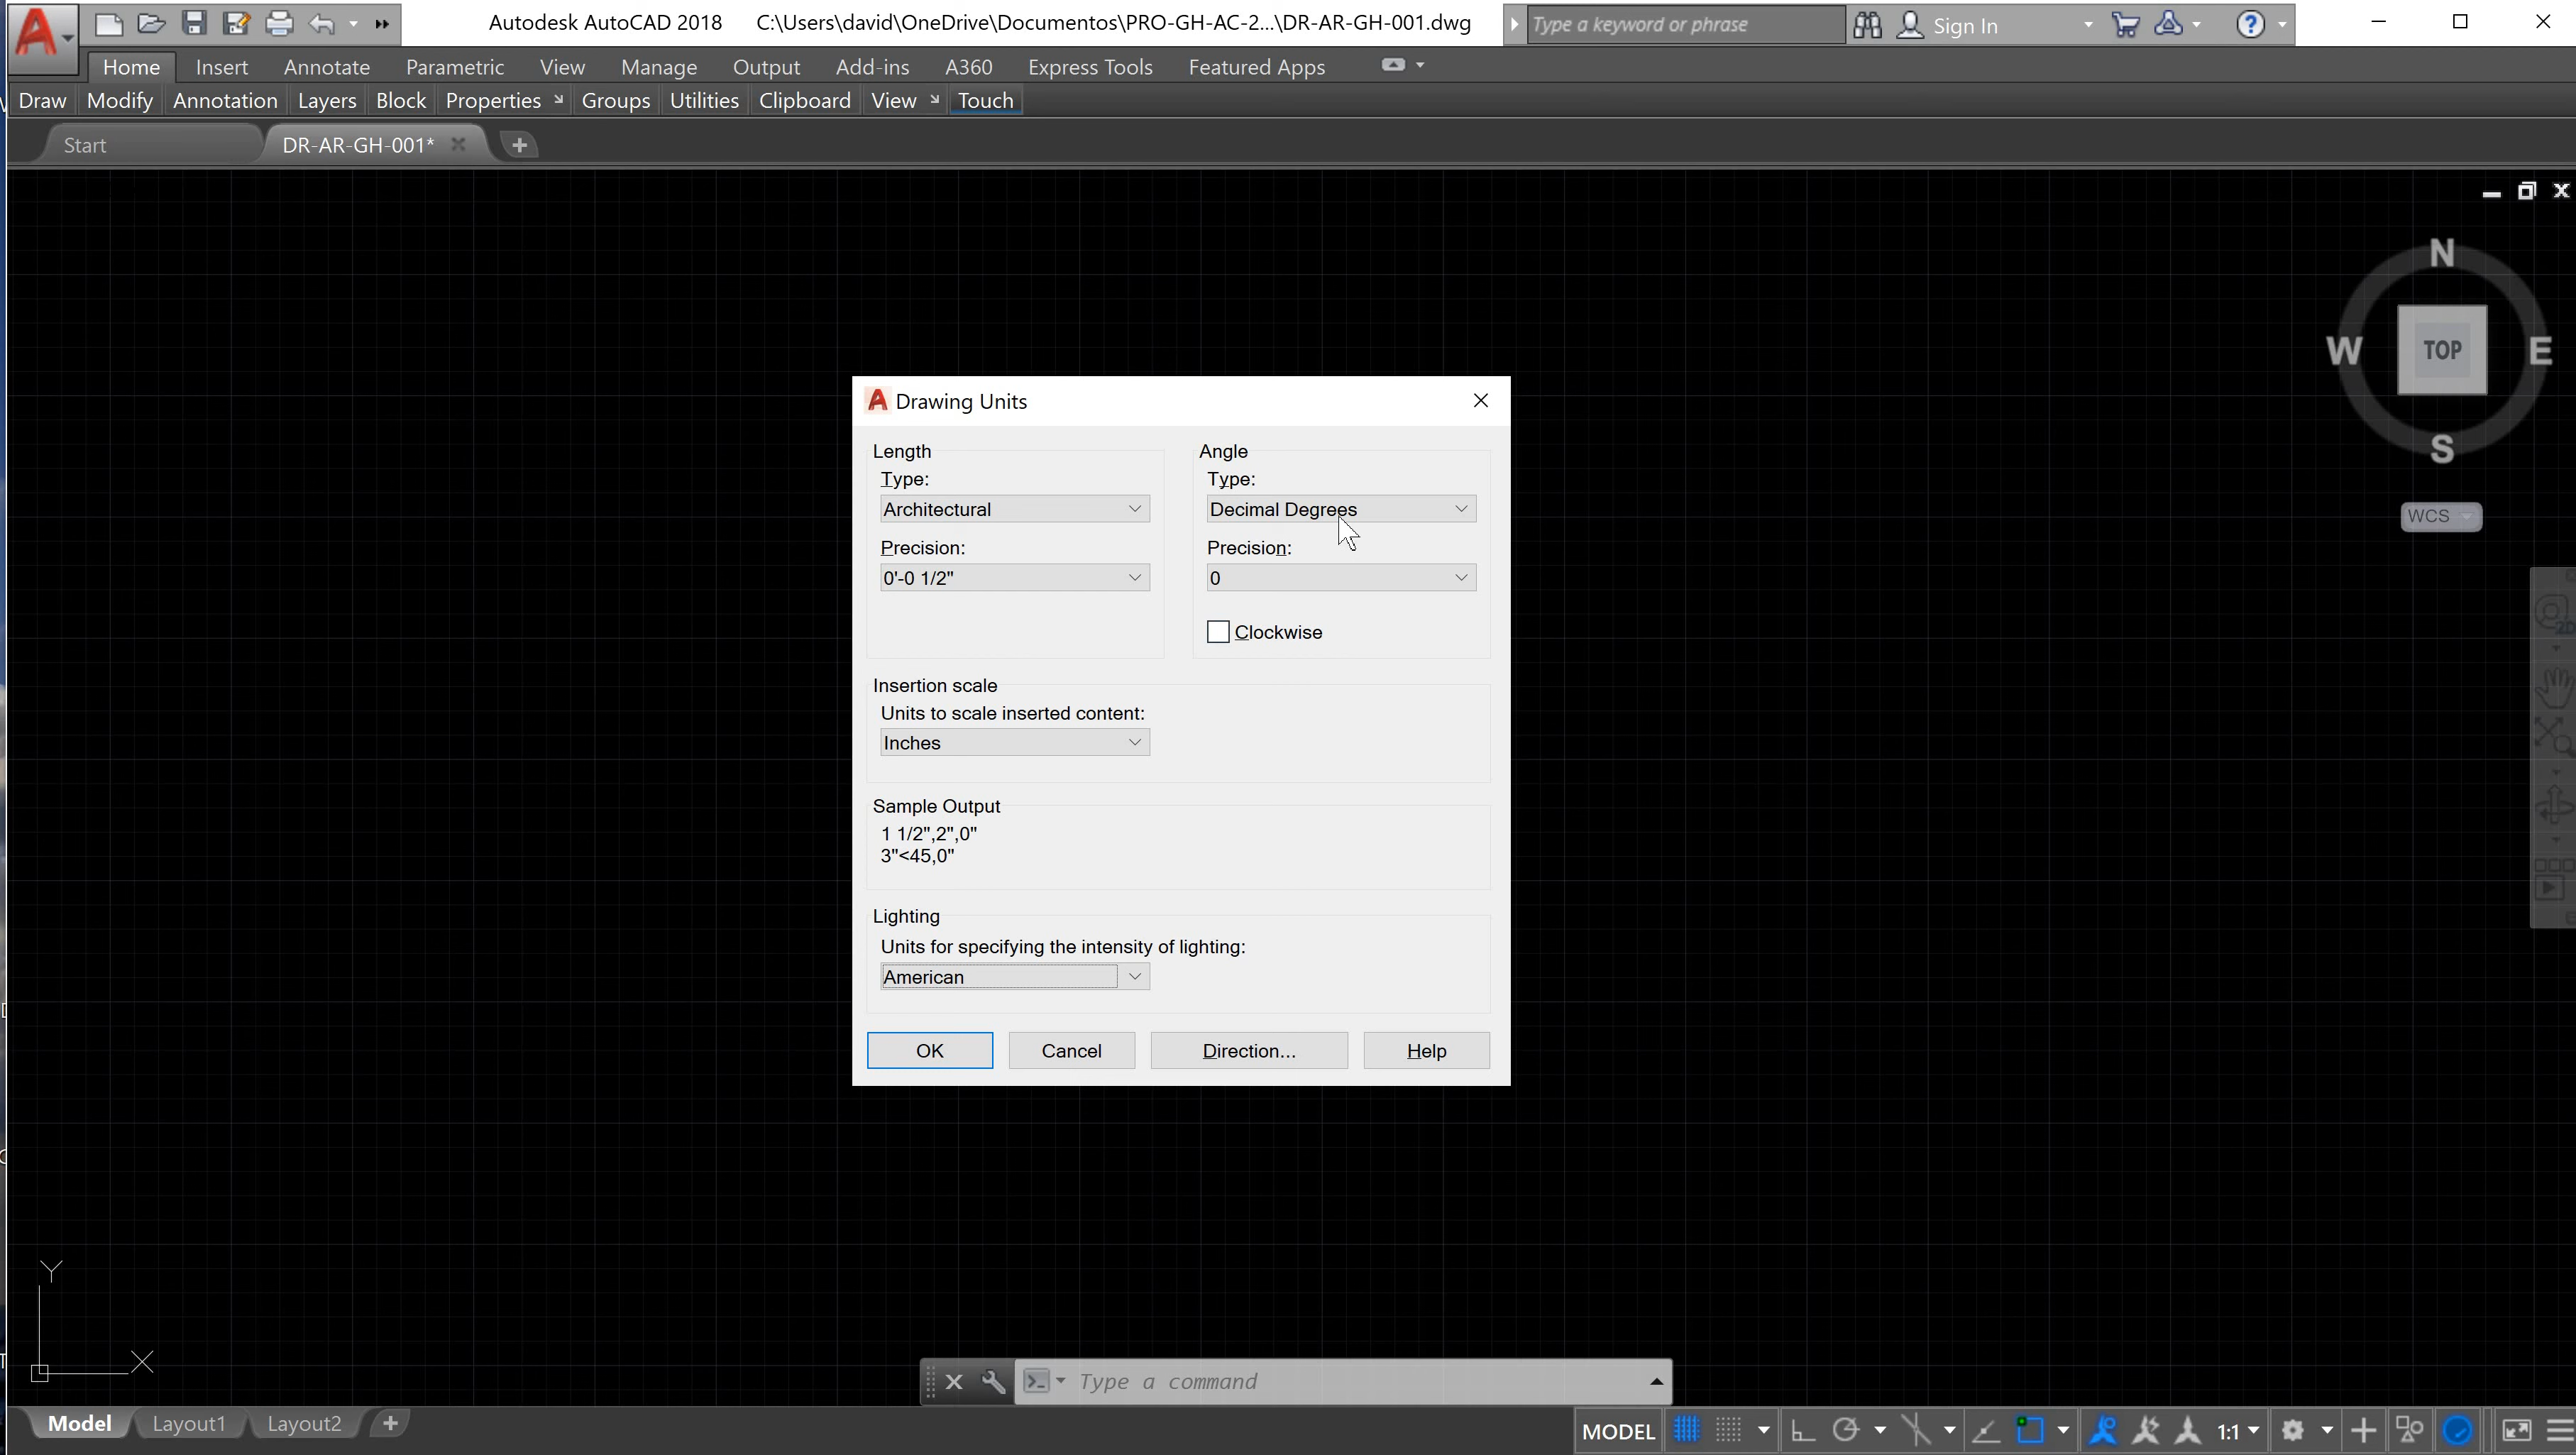 Autodesk AutoCAD 2018 C:\Users\david\OneDrive\Documentos\PRO-GH-AC-2...\DR-AR-GH-001.dwg
Type a keyword or phrase
Sign In
Home Insert Annotate Parametric View Manage Output Add-ins A360 Express Tools Featured Apps
Draw Modify Annotation Layers Block Properties Groups Utilities Clipboard View Touch
Start DR-AR-GH-001*
N
W TOP E
S
WCS
2D
Drawing Units
Length
Type:
Architectural
Precision:
0'-0 1/2"
Angle
Type:
Decimal Degrees
Precision:
0
Clockwise
Insertion scale
Units to scale inserted content:
Inches
Sample Output
1 1/2",2",0"
3"<45,0"
Lighting
Units for specifying the intensity of lighting:
American
OK Cancel Direction... Help
Y
X
Type a command
Model Layout1 Layout2
MODEL 1:1